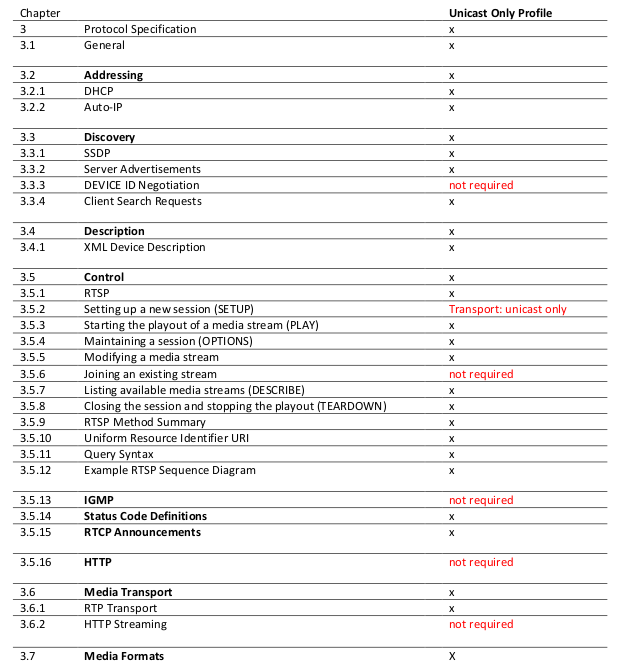 Chapter Unicast Only Profile
3 Protocol Specification x
3.1 General x
3.2 Addressing x
3.2.1 DHCP x
3.2.2 Auto-IP x
3.3 Discovery x
3.3.1 SSDP x
3.3.2 Server Advertisements x
3.3.3 DEVICE ID Negotiation not required
3.3.4 Client Search Requests x
3.4 Description x
3.4.1 XML Device Description x
3.5 Control x
3.5.1 RTSP x
3.5.2 Setting up a new session (SETUP) Transport: unicast only
3.5.3 Starting the playout of a media stream (PLAY) x
3.5.4 Maintaining a session (OPTIONS) x
3.5.5 Modifying a media stream x
3.5.6 Joining an existing stream not required
3.5.7 Listing available media streams (DESCRIBE) x
3.5.8 Closing the session and stopping the playout (TEARDOWN) x
3.5.9 RTSP Method Summary x
3.5.10 Uniform Resource Identifier URI x
3.5.11 Query Syntax x
3.5.12 Example RTSP Sequence Diagram x
3.5.13 IGMP not required
3.5.14 Status Code Definitions x
3.5.15 RTCP Announcements x
3.5.16 HTTP not required
3.6 Media Transport x
3.6.1 RTP Transport x
3.6.2 HTTP Streaming not required
3.7 Media Formats X